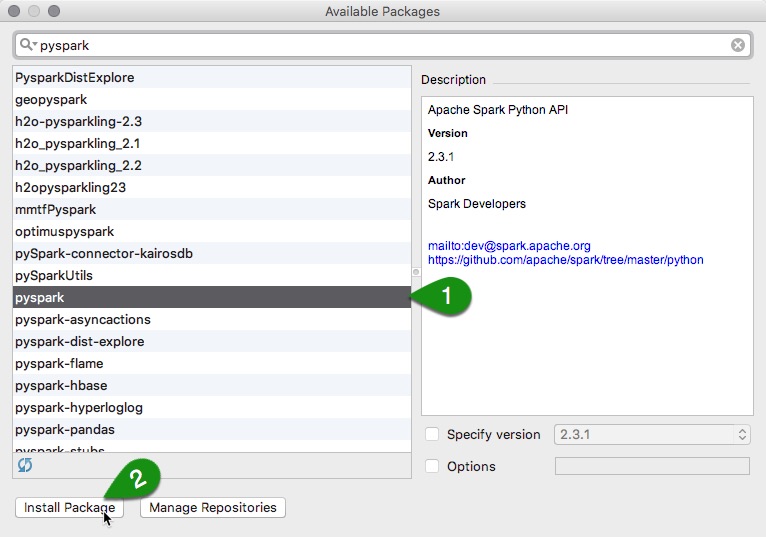 Available Packages
pyspark
PysparkDistExplore
geopyspark
h2o-pysparkling-2.3
h2o_pysparkling_2.1
h2o_pysparkling_2.2
h2opysparkling23
mmtfPyspark
optimuspyspark
pySpark-connector-kairosdb
pySparkUtils
pyspark
pyspark-asyncactions
pyspark-dist-explore
pyspark-flame
pyspark-hbase
pyspark-hyperloglog
pyspark-pandas
pyspark-stubs
1
Description
Apache Spark Python API
Version
2.3.1
Author
Spark Developers
mailto:dev@spark.apache.org
https://github.com/apache/spark/tree/master/python
Specify version 2.3.1
Options
2
Install Package Manage Repositories